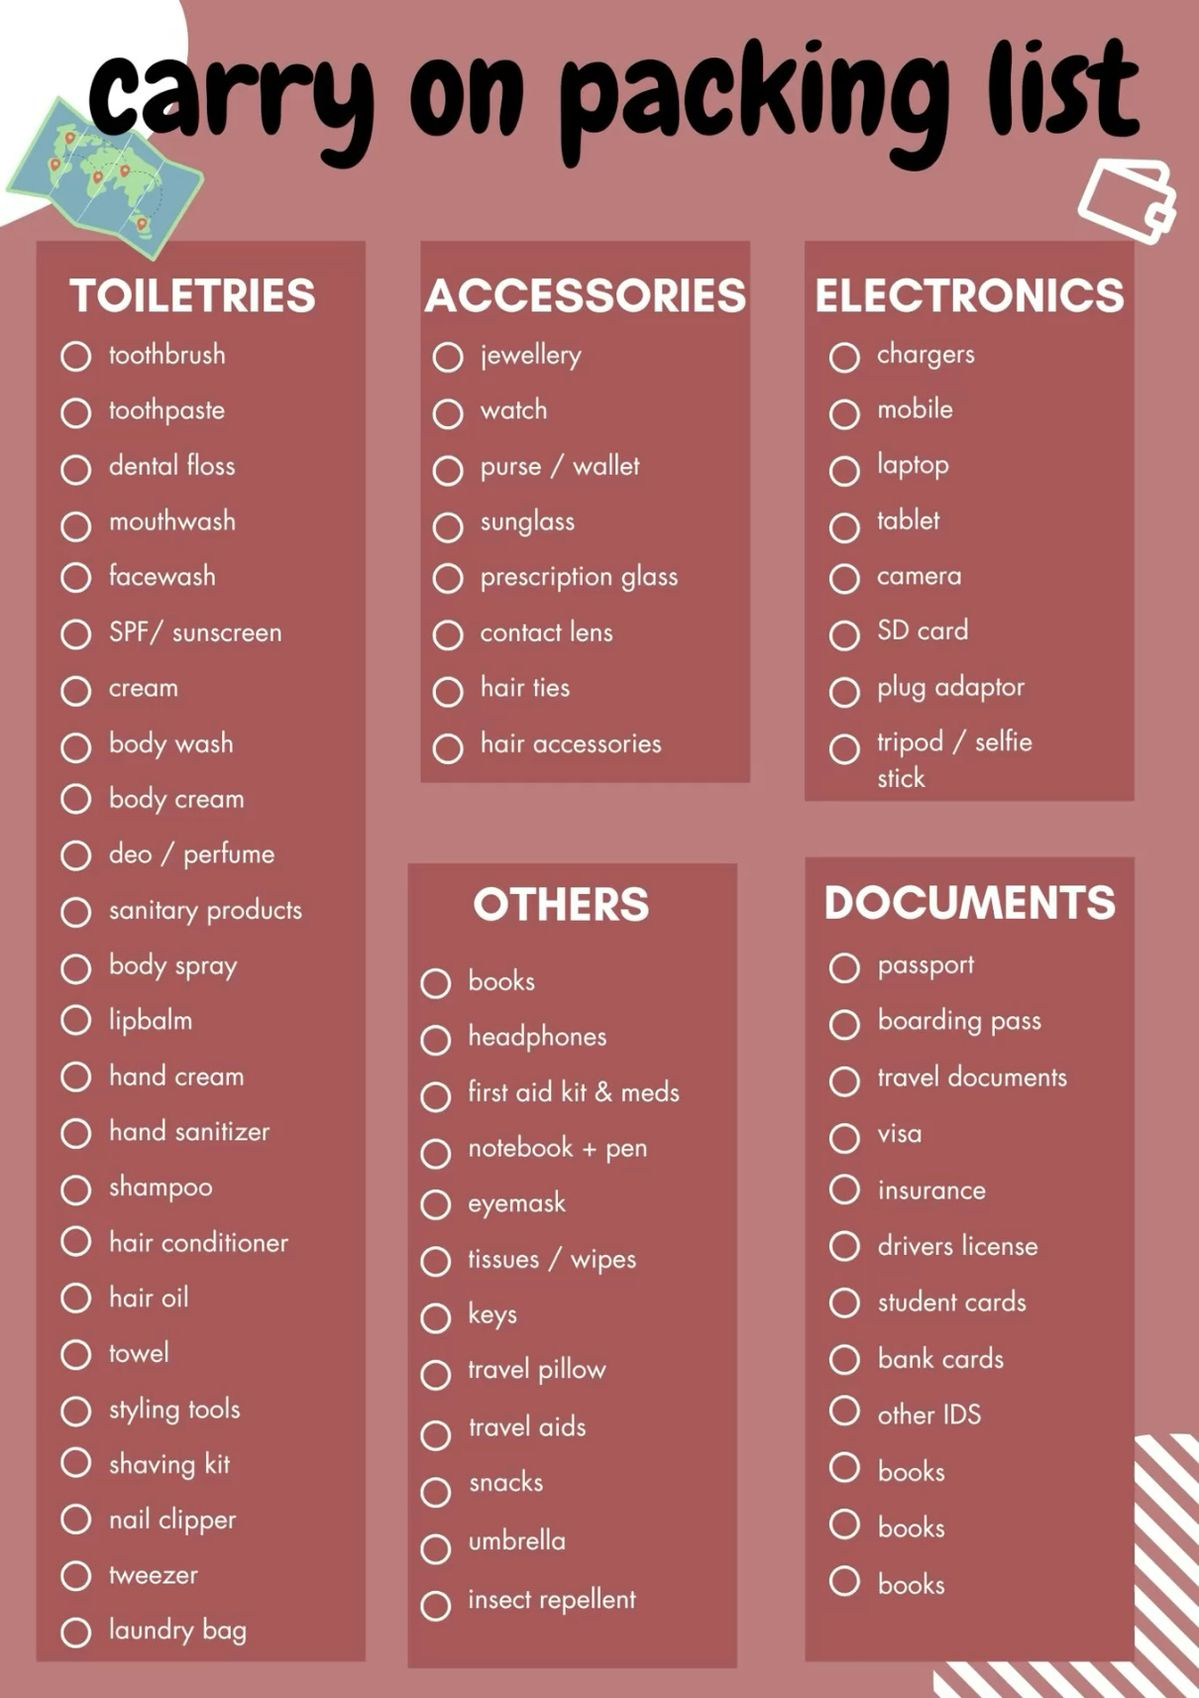 carry on packing list
TOILETRIES
toothbrush
toothpaste
dental floss
mouthwash
facewash
SPF/ sunscreen
cream
body wash
body cream
deo / perfume
sanitary products
body spray
lipbalm
hand cream
hand sanitizer
shampoo
hair conditioner
hair oil
towel
styling tools
shaving kit
nail clipper
tweezer
laundry bag
ACCESSORIES
jewellery
watch
purse / wallet
sunglass
prescription glass
contact lens
hair ties
hair accessories
ELECTRONICS
chargers
mobile
laptop
tablet
camera
SD card
plug adaptor
tripod / selfie
stick
OTHERS
books
headphones
first aid kit & meds
notebook + pen
eyemask
tissues / wipes
keys
travel pillow
travel aids
snacks
umbrella
insect repellent
DOCUMENTS
passport
boarding pass
travel documents
visa
insurance
drivers license
student cards
bank cards
other IDS
books
books
books